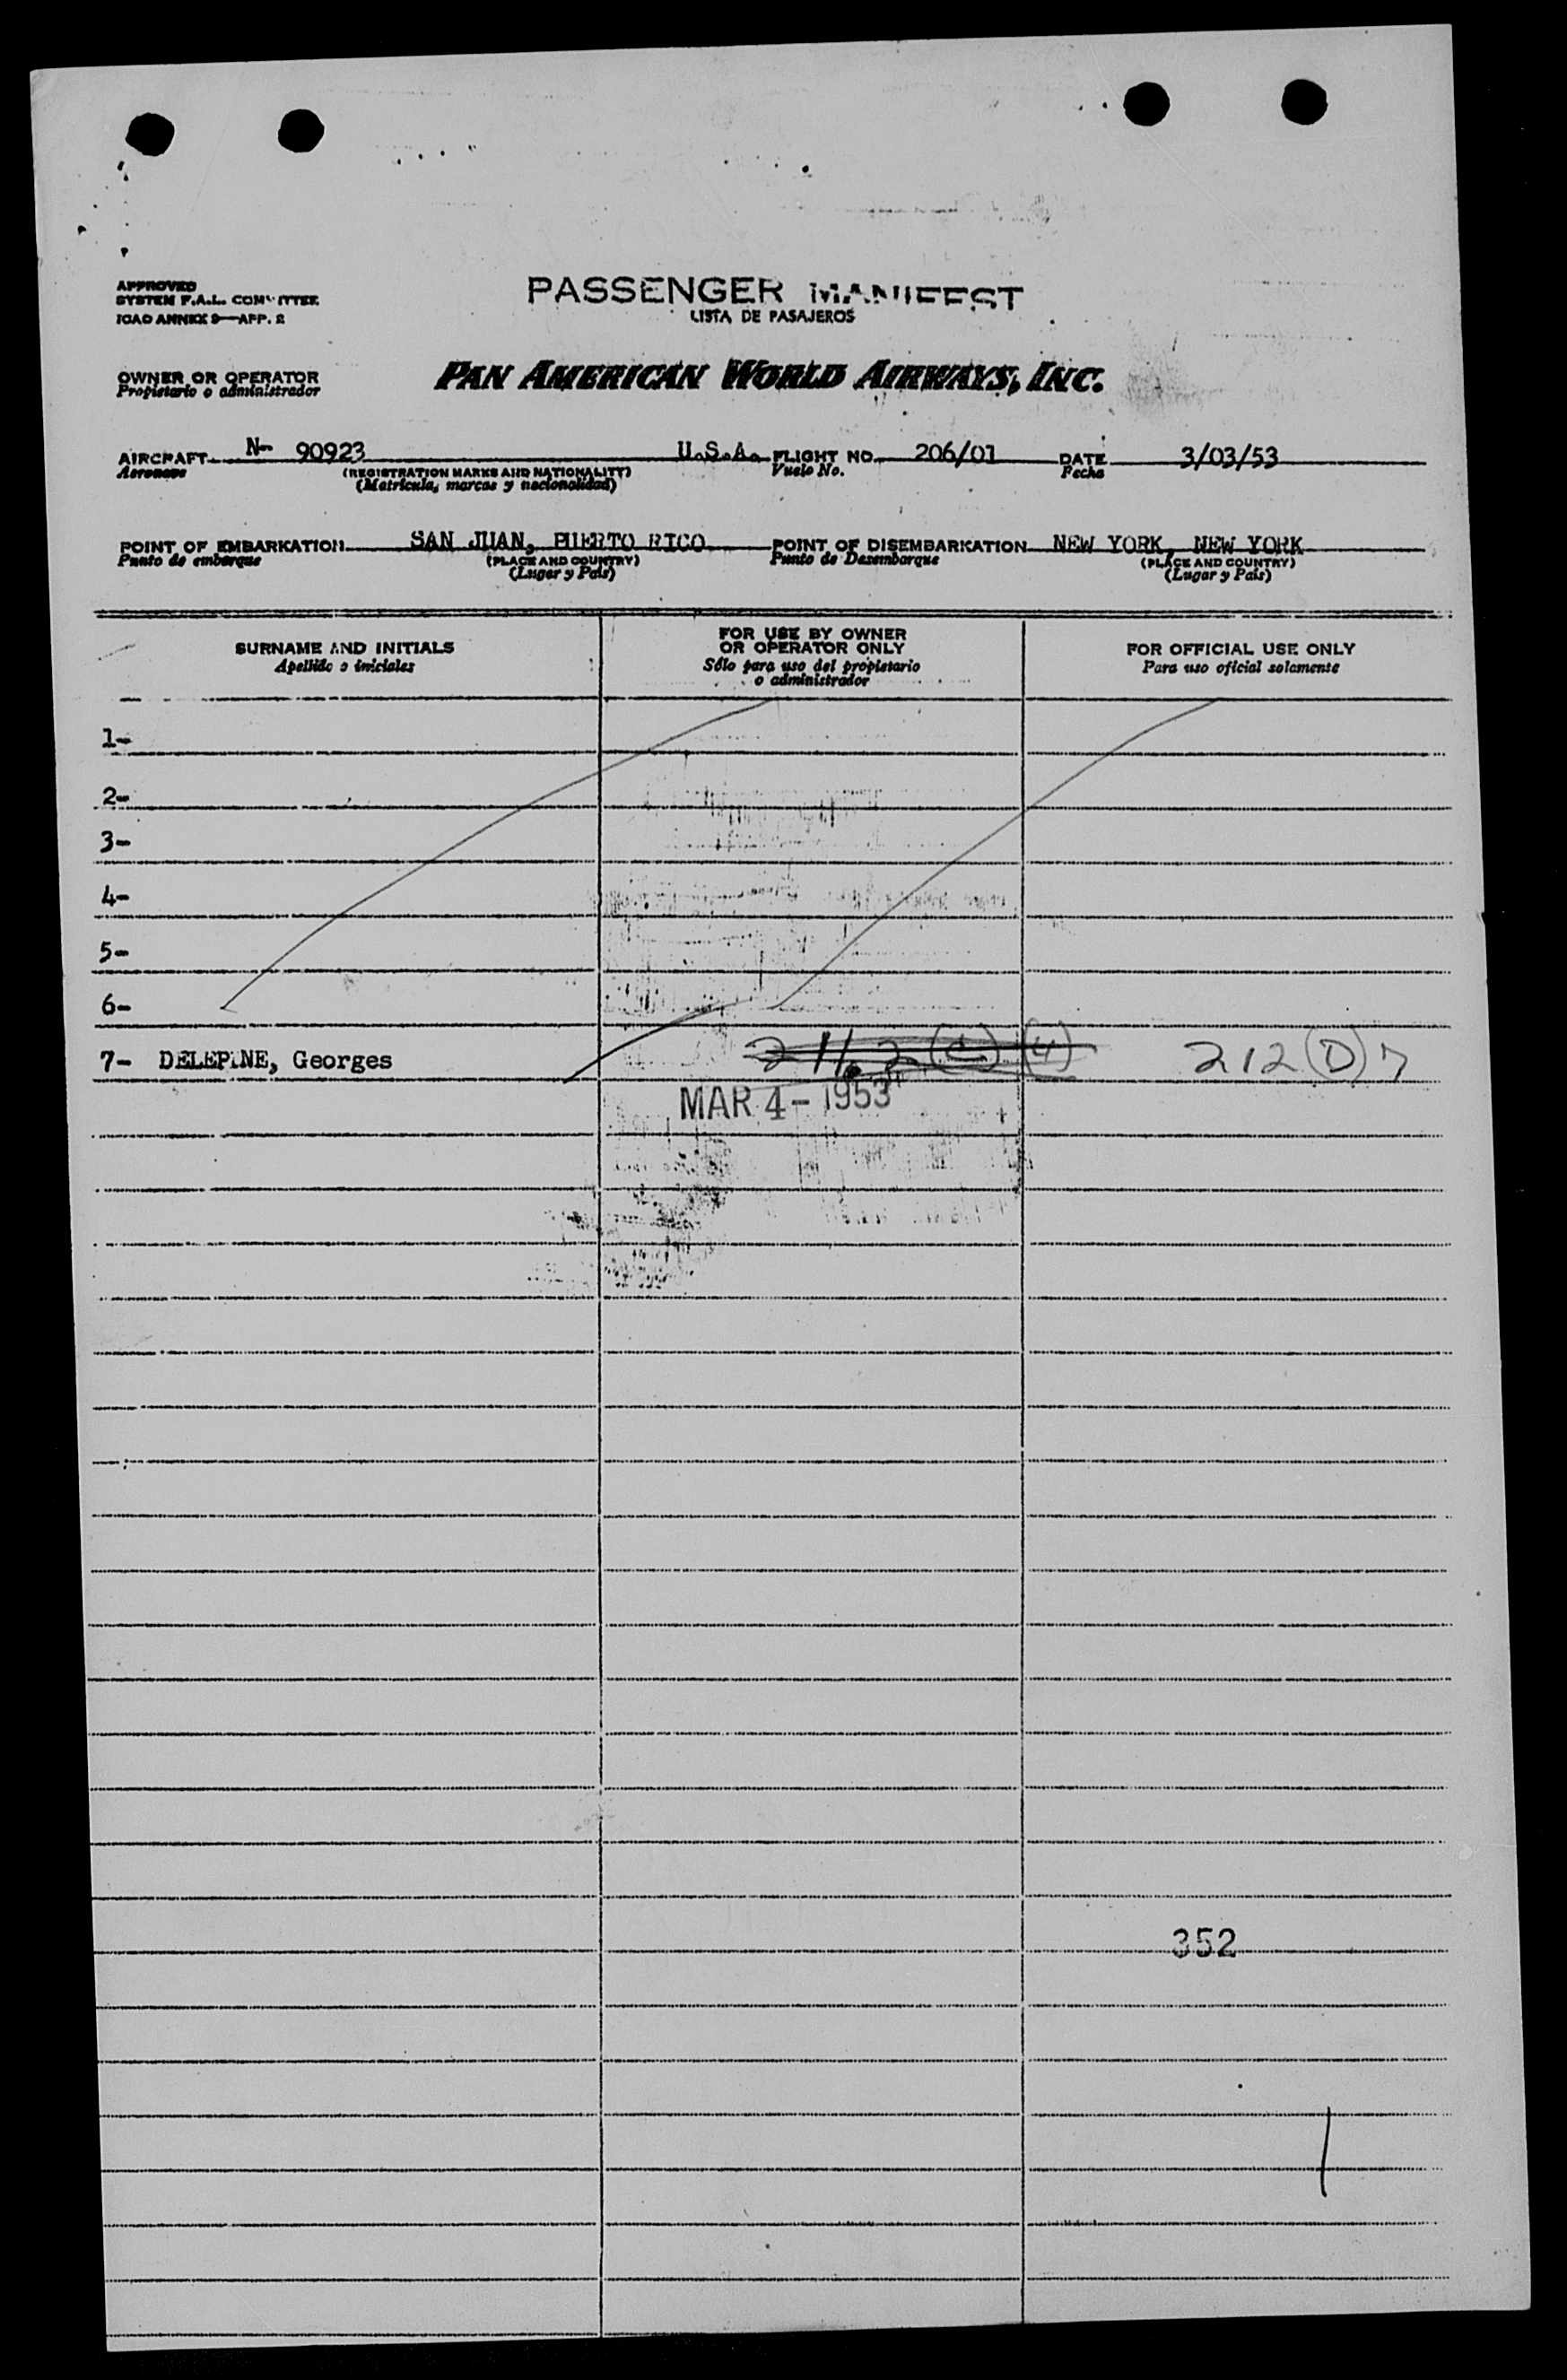 APPROVED
SYSTEM F.A.L. COMMITTEE
ICAO ANNEX 9—APP. 2
PASSENGER MANIFEST
LISTA DE PASAJEROS
OWNER OR OPERATOR
Propietario o administrador
PAN AMERICAN WORLD AIRWAYS, INC.
AIRCRAFT N- 90923 U.S.A. FLIGHT NO. 206/01 DATE 3/03/53
Aeronave (REGISTRATION MARKS AND NATIONALITY) Vuelo No. Fecha
(Matrícula, marcas y nacionalidad)
POINT OF EMBARKATION SAN JUAN, PUERTO RICO POINT OF DISEMBARKATION NEW YORK, NEW YORK
Punto de embarque (PLACE AND COUNTRY) Punto de Desembarque (PLACE AND COUNTRY)
(Lugar y País) (Lugar y País)
SURNAME AND INITIALS
Apellido e iniciales
FOR USE BY OWNER
OR OPERATOR ONLY
Sólo para uso del propietario
o administrador
FOR OFFICIAL USE ONLY
Para uso oficial solamente
1-
2-
3-
4-
5-
6-
7- DELEPINE, Georges 212(D)7
MAR 4- 1953
352